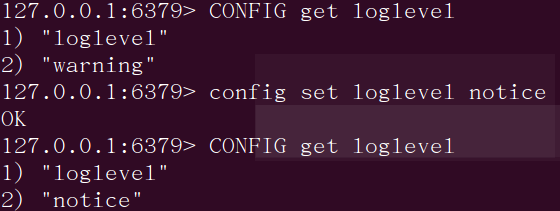 127.0.0.1:6379> CONFIG get loglevel
1) "loglevel"
2) "warning"
127.0.0.1:6379> config set loglevel notice
OK
127.0.0.1:6379> CONFIG get loglevel
1) "loglevel"
2) "notice"